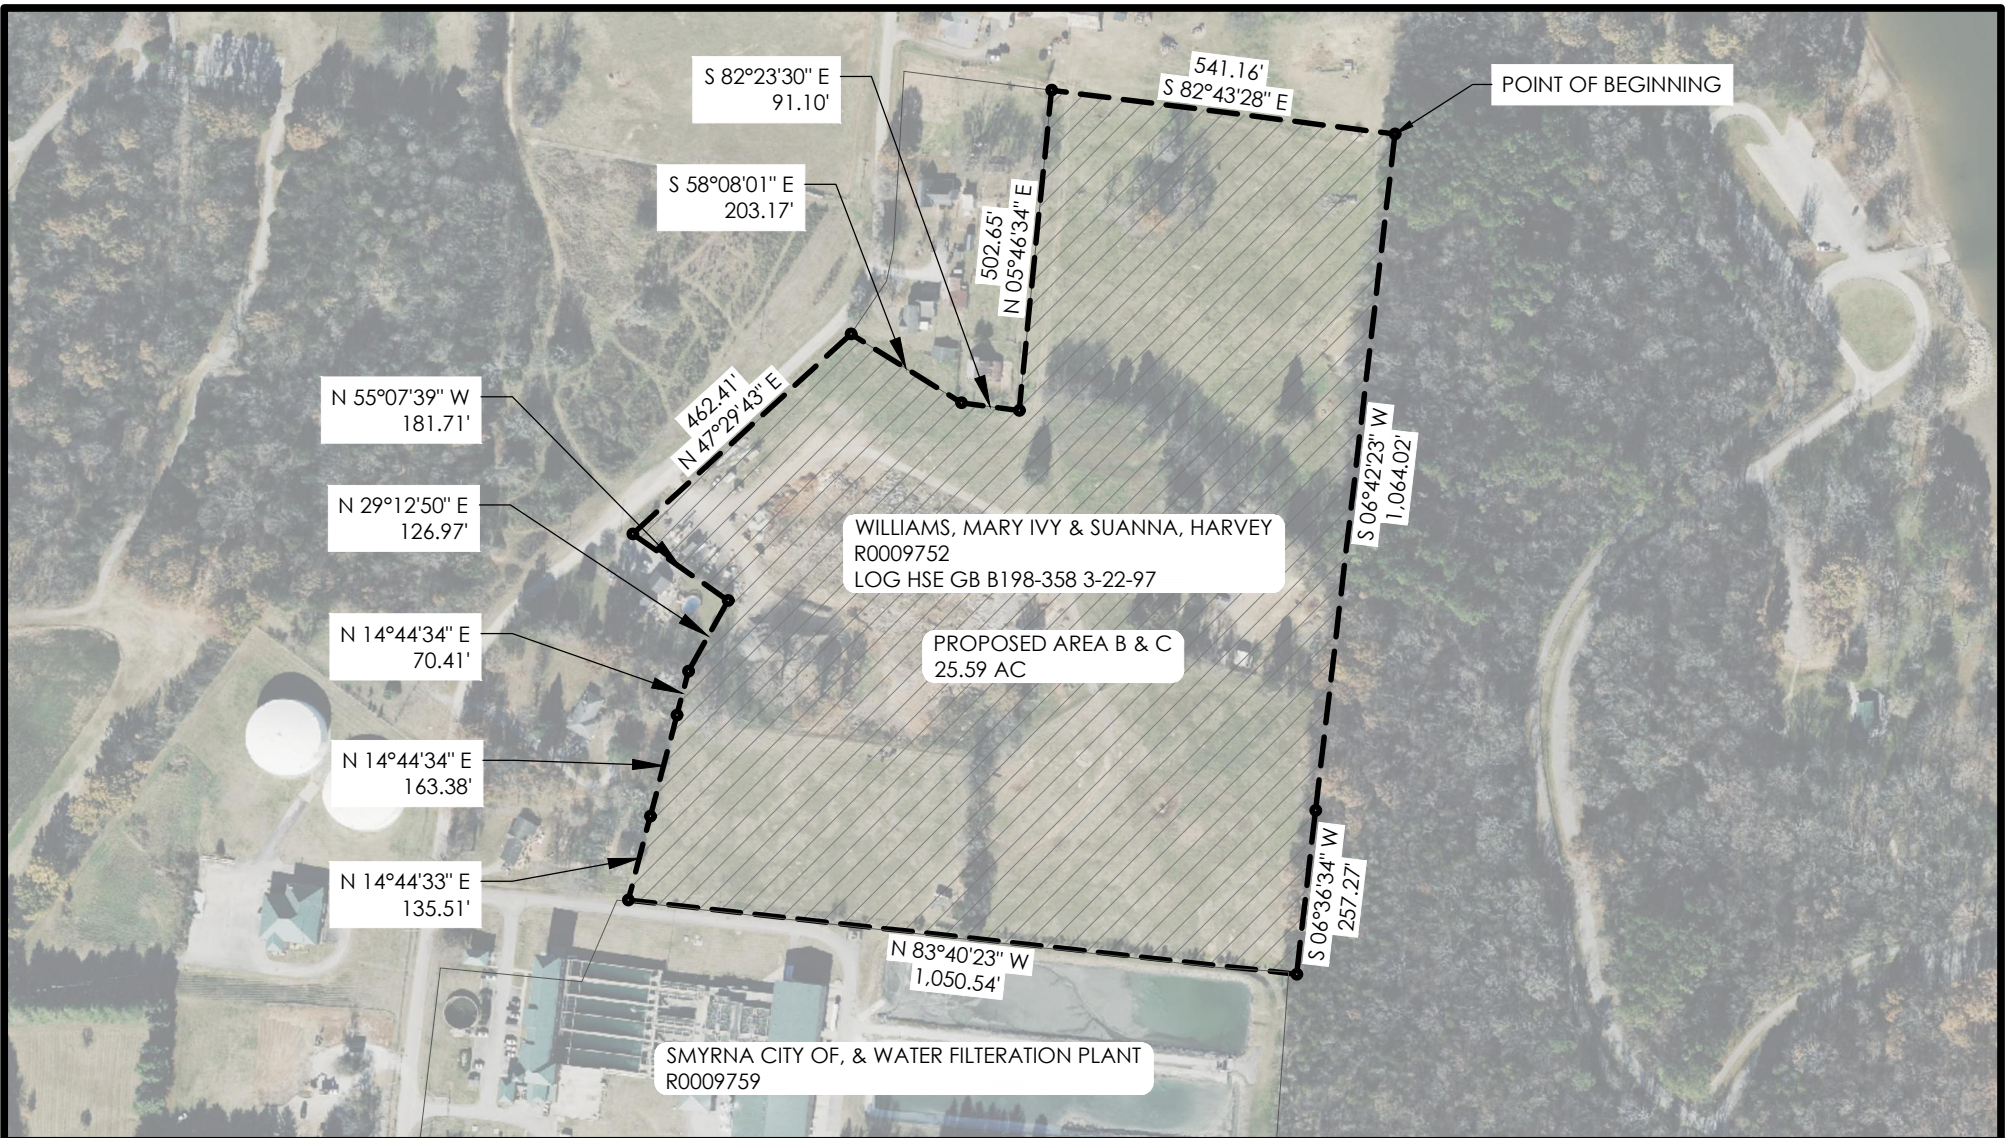 S 82°23'30" E
91.10'
541.16'
S 82°43'28" E
POINT OF BEGINNING
S 58°08'01" E
203.17'
502.65'
N 05°46'34" E
N 55°07'39" W
181.71'
462.41'
N 47°29'43" E
S 06°42'23" W
1,064.02'
N 29°12'50" E
126.97'
WILLIAMS, MARY IVY & SUANNA, HARVEY
R0009752
LOG HSE GB B198-358 3-22-97
N 14°44'34" E
70.41'
PROPOSED AREA B & C
25.59 AC
N 14°44'34" E
163.38'
N 14°44'33" E
135.51'
S 06°36'34" W
257.27'
N 83°40'23" W
1,050.54'
SMYRNA CITY OF, & WATER FILTERATION PLANT
R0009759